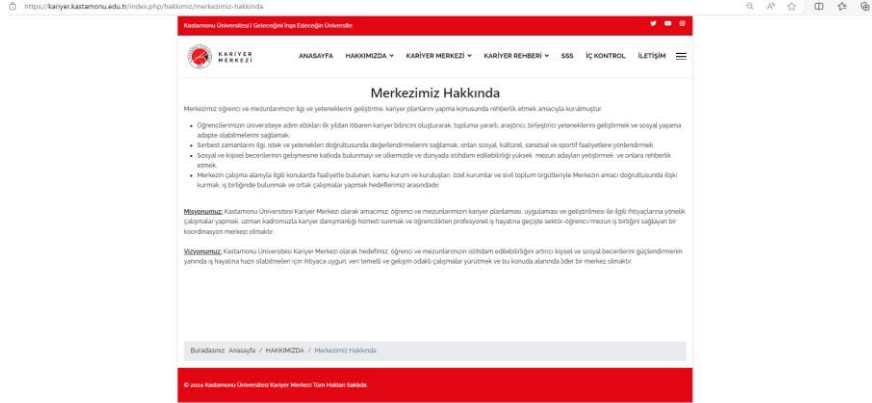 https://kariyer.kastamonu.edu.tr/index.php/hakkimiz/merkezimiz-hakkinda
Kastamonu Üniversitesi | Geleceğini İnşa Edeceğin Üniversite
KARİYER
MERKEZİ
ANASAYFA HAKKIMIZDA KARİYER MERKEZİ KARİYER REHBERİ SSS İÇ KONTROL İLETİŞİM
Merkezimiz Hakkında
Merkezimiz öğrenci ve mezunlarımızın ilgi ve yeteneklerini geliştirme, kariyer planlarını yapma konusunda rehberlik etmek amacıyla kurulmuştur.
• Öğrencilerimizin üniversiteye adım attıkları ilk yıldan itibaren kariyer bilincini oluşturarak, topluma yararlı, araştırıcı, birleştirici yeteneklerini geliştirmek ve sosyal yaşama
adapte olabilmelerini sağlamak.
• Serbest zamanlarını ilgi, istek ve yetenekleri doğrultusunda değerlendirmelerini sağlamak, onları sosyal, kültürel, sanatsal ve sportif faaliyetlere yönlendirmek.
• Sosyal ve kişisel becerilerinin gelişmesine katkıda bulunmayı ve ülkemizde ve dünyada istihdam edilebilirliği yüksek, mezun adayları yetiştirmek, ve onlara rehberlik
etmek.
• Merkezin çalışma alanıyla ilgili konularda faaliyette bulunan, kamu kurum ve kuruluşları, özel kurumlar ve sivil toplum örgütleriyle Merkezin amacı doğrultusunda ilişki
kurmak, iş birliğinde bulunmak ve ortak çalışmalar yapmak hedeflerimiz arasındadır.
Misyonumuz; Kastamonu Üniversitesi Kariyer Merkezi olarak amacımız; öğrenci ve mezunlarımızın kariyer planlaması, uygulaması ve geliştirilmesi ile ilgili ihtiyaçlarına yönelik
çalışmalar yapmak, uzman kadromuzla kariyer danışmanlığı hizmeti sunmak ve öğrencilikten profesyonel iş hayatına geçişte sektör-öğrenci/mezun iş birliğini sağlayan bir
koordinasyon merkezi olmaktır.
Vizyonumuz; Kastamonu Üniversitesi Kariyer Merkezi olarak hedefimiz; öğrenci ve mezunlarımızın istihdam edilebilirliğini artırıcı kişisel ve sosyal becerilerini güçlendirmenin
yanında iş hayatına hazır olabilmeleri için ihtiyaca uygun, veri temelli ve gelişim odaklı çalışmalar yürütmek ve bu konuda alanında lider bir merkez olmaktır.
Buradasınız: Anasayfa / HAKKIMIZDA / Merkezimiz Hakkında
© 2024 Kastamonu Üniversitesi Kariyer Merkezi Tüm Hakları Saklıdır.